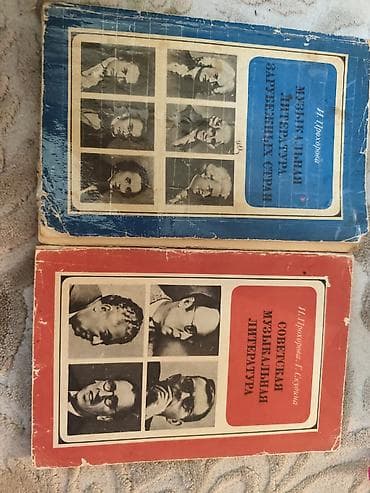 И. Прохорова
МУЗЫКАЛЬНАЯ
ЛИТЕРАТУРА
ЗАРУБЕЖНЫХ СТРАН
И. Прохорова, Г. Скудина
СОВЕТСКАЯ
МУЗЫКАЛЬНАЯ
ЛИТЕРАТУРА